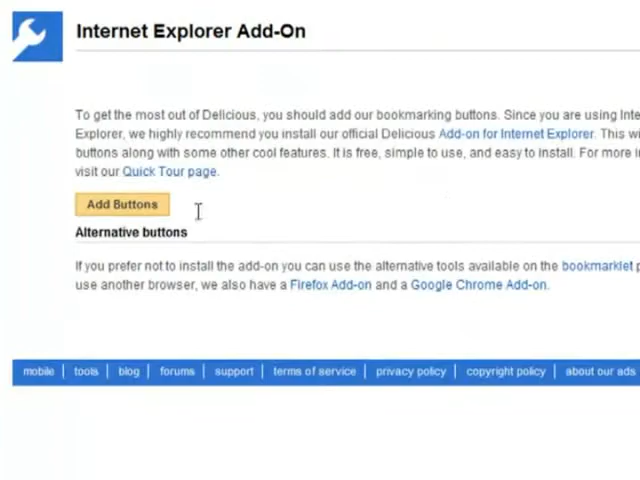 Internet Explorer Add-On
To get the most out of Delicious, you should add our bookmarking buttons. Since you are using Inte
Explorer, we highly recommend you install our official Delicious Add-on for Internet Explorer. This wi
buttons along with some other cool features. It is free, simple to use, and easy to install. For more i
visit our Quick Tour page.
Add Buttons
Alternative buttons
If you prefer not to install the add-on you can use the alternative tools available on the bookmarklet p
use another browser, we also have a Firefox Add-on and a Google Chrome Add-on.
mobile | tools | blog | forums | support | terms of service | privacy policy | copyright policy | about our ads